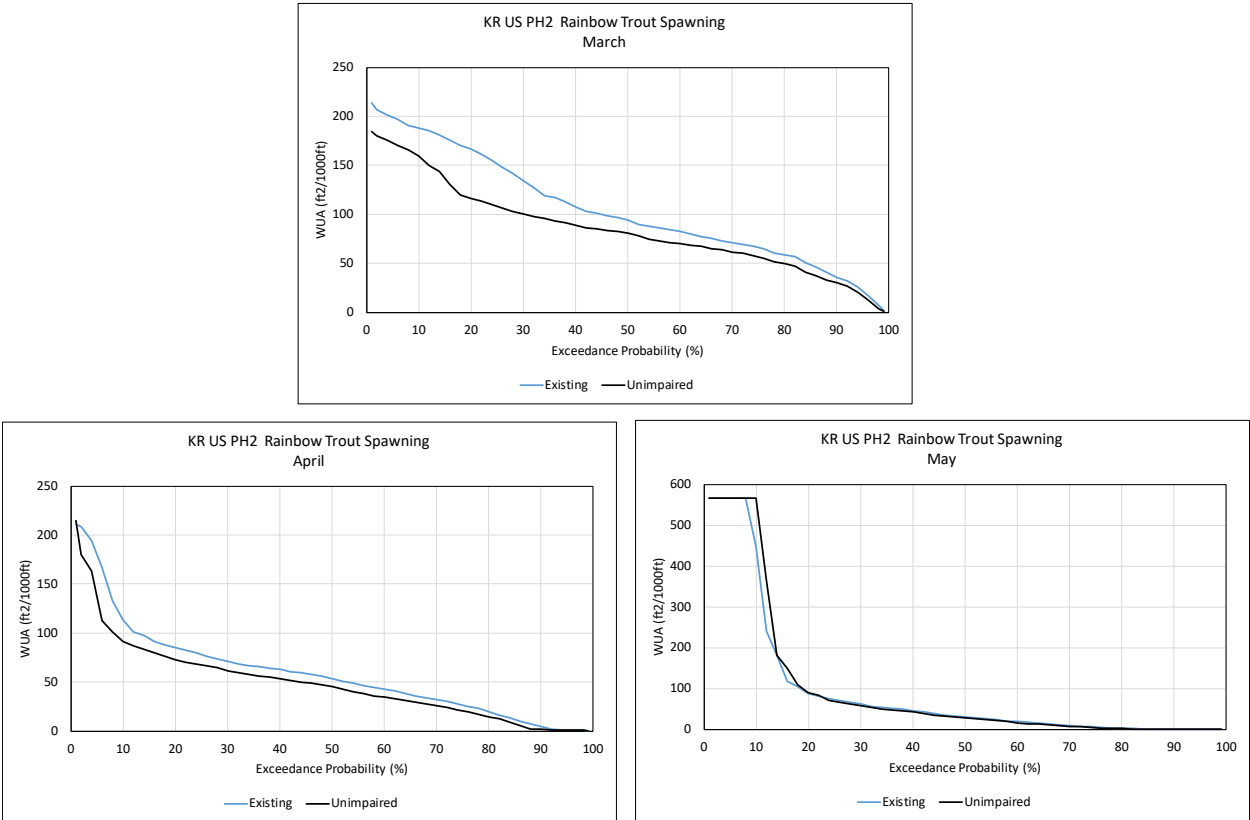 KR US PH2 Rainbow Trout Spawning
March
WUA (ft2/1000ft)
250
200
150
100
50
0
0 10 20 30 40 50 60 70 80 90 100
Exceedance Probability (%)
Existing Unimpaired
KR US PH2 Rainbow Trout Spawning
April
WUA (ft2/1000ft)
250
200
150
100
50
0
0 10 20 30 40 50 60 70 80 90 100
Exceedance Probability (%)
Existing Unimpaired
KR US PH2 Rainbow Trout Spawning
May
WUA (ft2/1000ft)
600
500
400
300
200
100
0
0 10 20 30 40 50 60 70 80 90 100
Exceedance Probability (%)
Existing Unimpaired